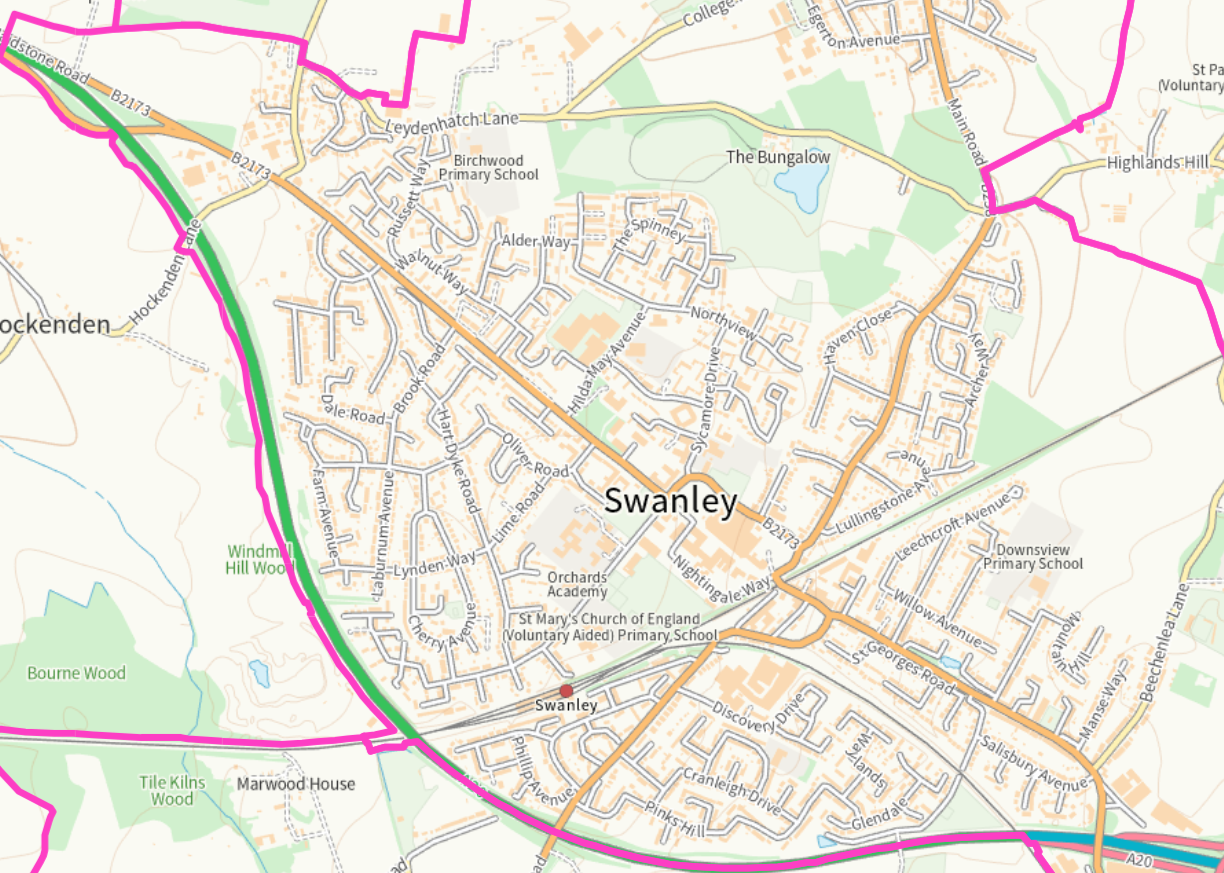 College
Egerton Avenue
St Pa
(Voluntary
dstone Road
B2173
Main Road
Leydenhatch Lane
B2173
Birchwood
Primary School
The Bungalow
Highlands Hill
Russett Way
Alder Way
The Spinney
Walnut Way
Hockenden Lane
ockenden
Northview
Haven Close
Hilda May Avenue
Archer Way
Brook Road
Sycamore Drive
Dale Road
Hart Dyke Road
Oliver Road
Swanley
Farm Avenue
Laburnum Avenue
Lime Road
B2173
Lullingstone Ave
Leechcroft Avenue
Downsview
Primary School
Windmill
Hill Wood
Lynden Way
Orchards
Academy
Nightingale Way
Willow Avenue
Cherry Avenue
St Mary's Church of England
(Voluntary Aided) Primary School
St Georges Road
Beechenlea Lane
Bourne Wood
Swanley
Discovery Drive
Manse Way
Salisbury Avenue
Phillip Avenue
Waylands
Tile Kilns
Wood
Marwood House
Cranleigh Drive
Pinks Hill
Glendale
A20